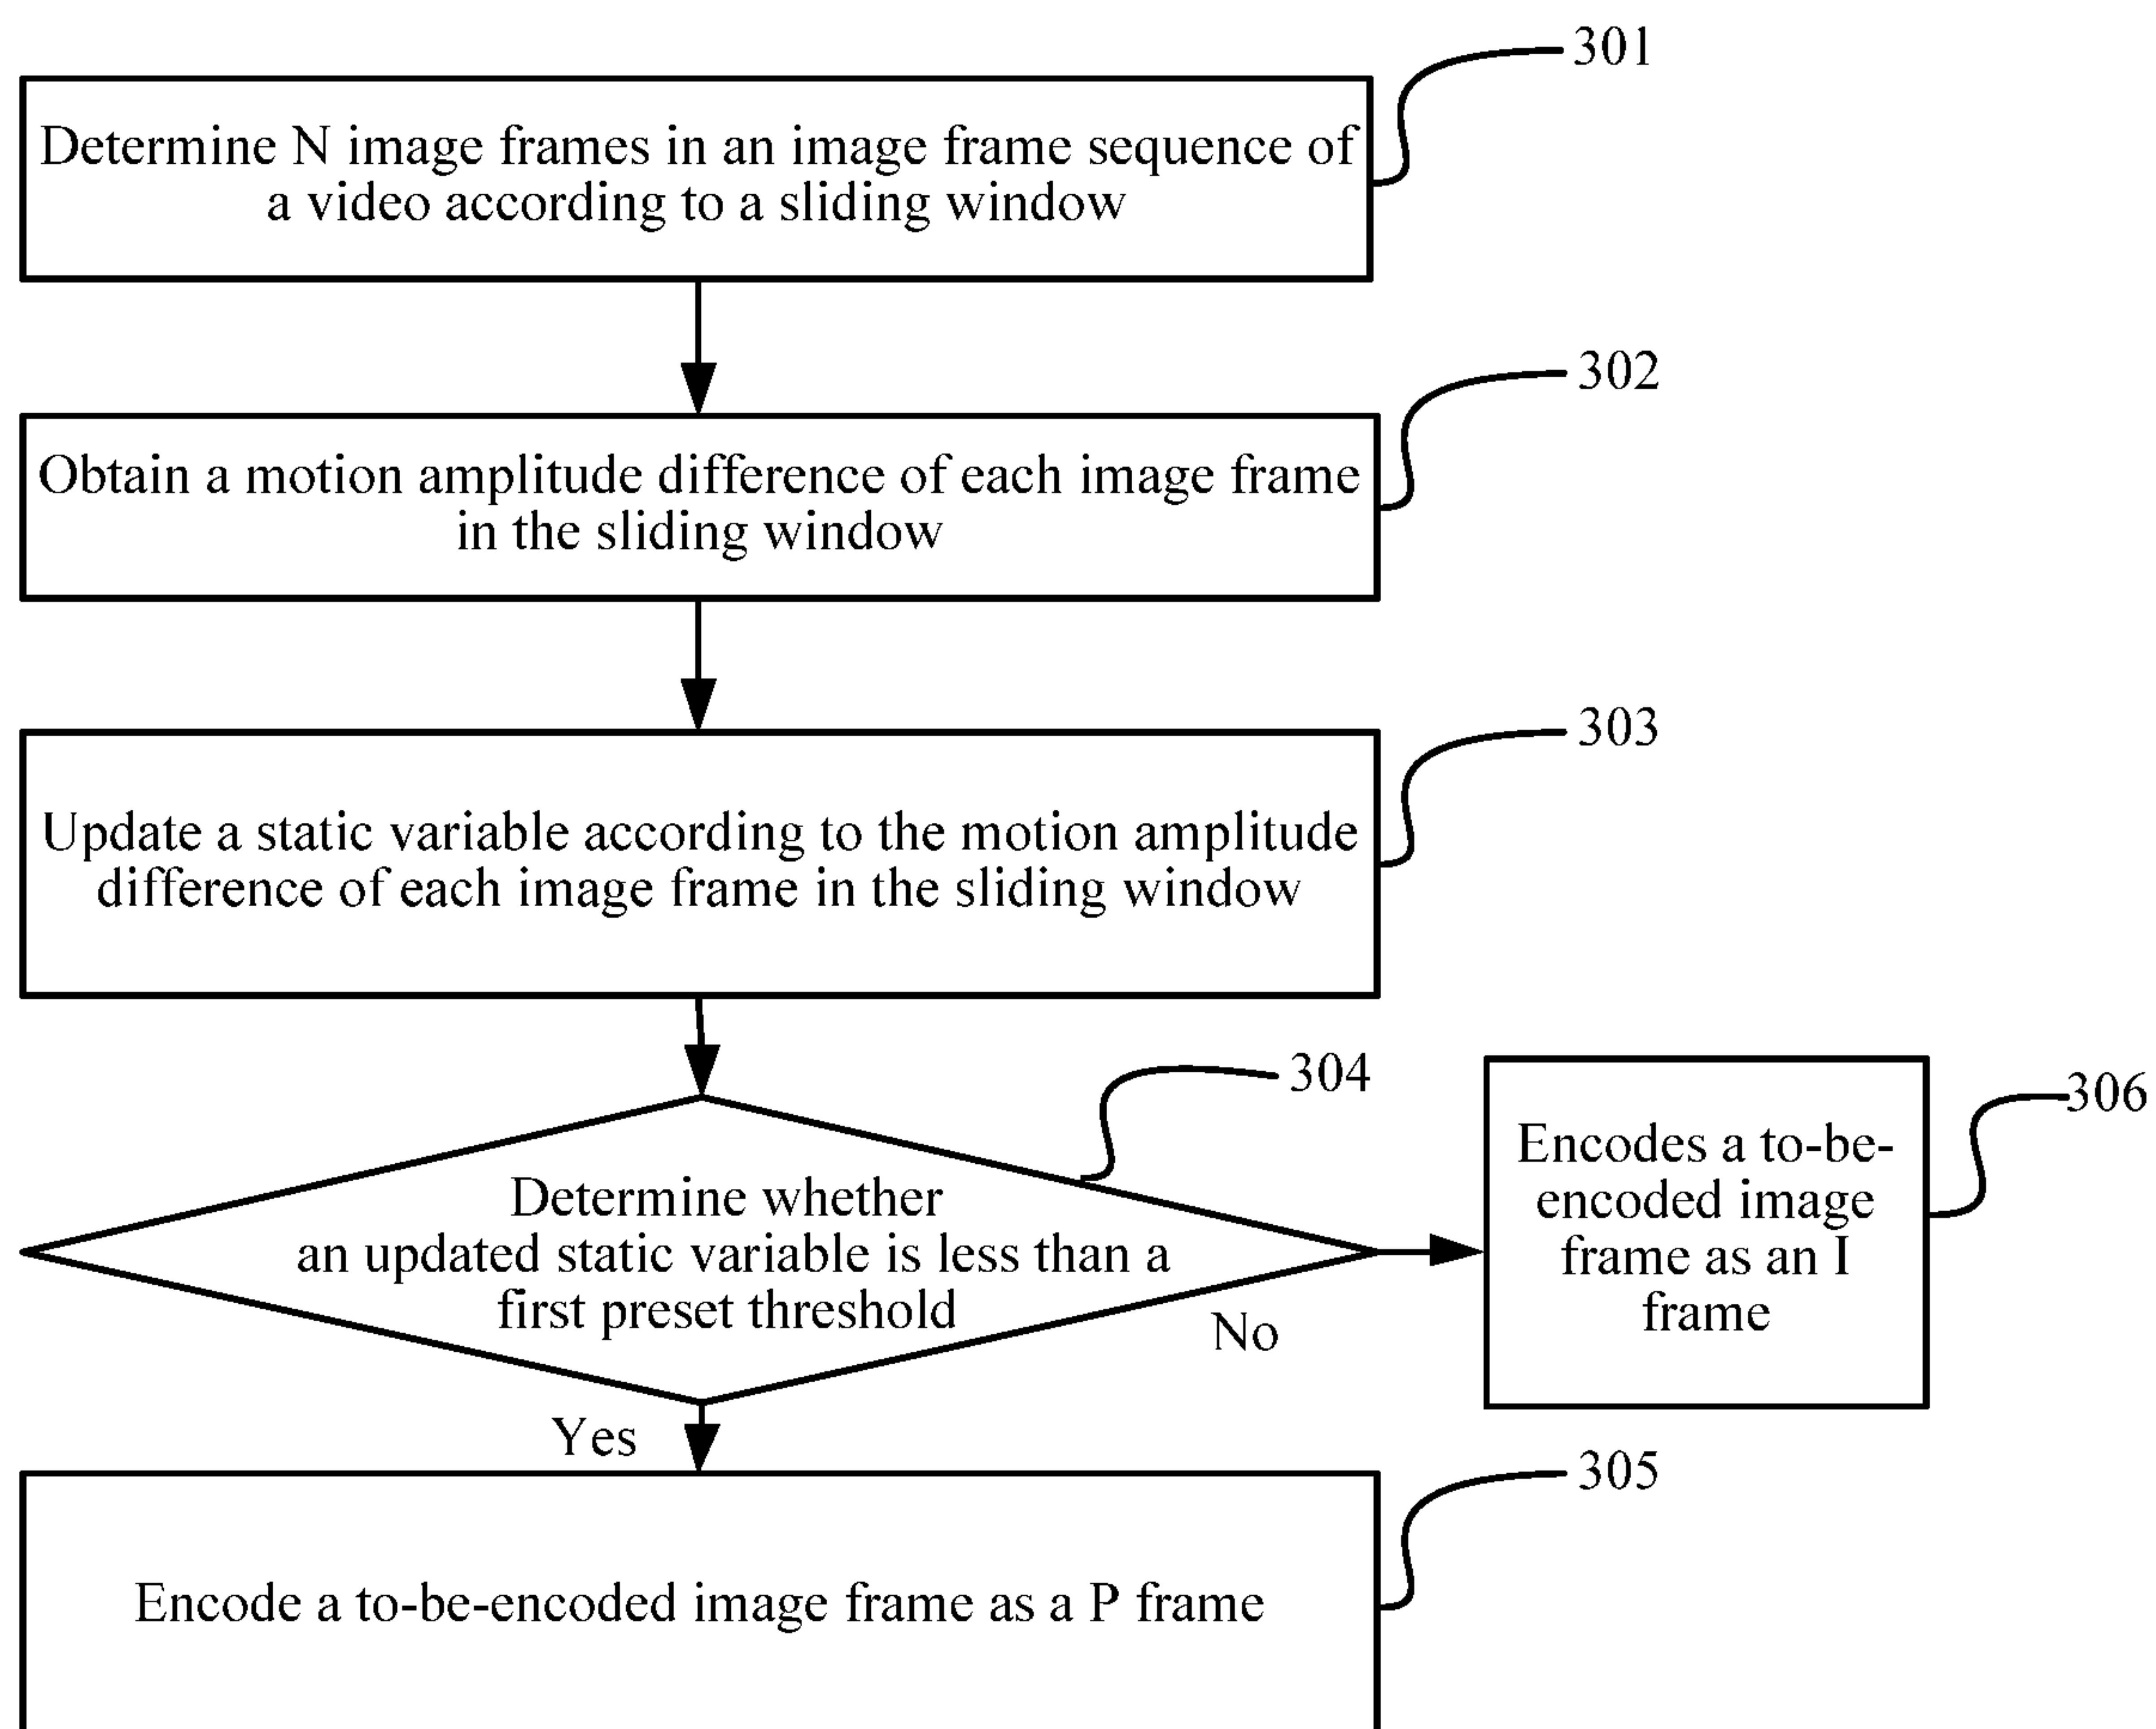 301
Determine N image frames in an image frame sequence of
a video according to a sliding window
302
Obtain a motion amplitude difference of each image frame
in the sliding window
303
Update a static variable according to the motion amplitude
difference of each image frame in the sliding window
304
Determine whether
an updated static variable is less than a
first preset threshold
No
306
Encodes a to-be-
encoded image
frame as an I
frame
Yes
305
Encode a to-be-encoded image frame as a P frame